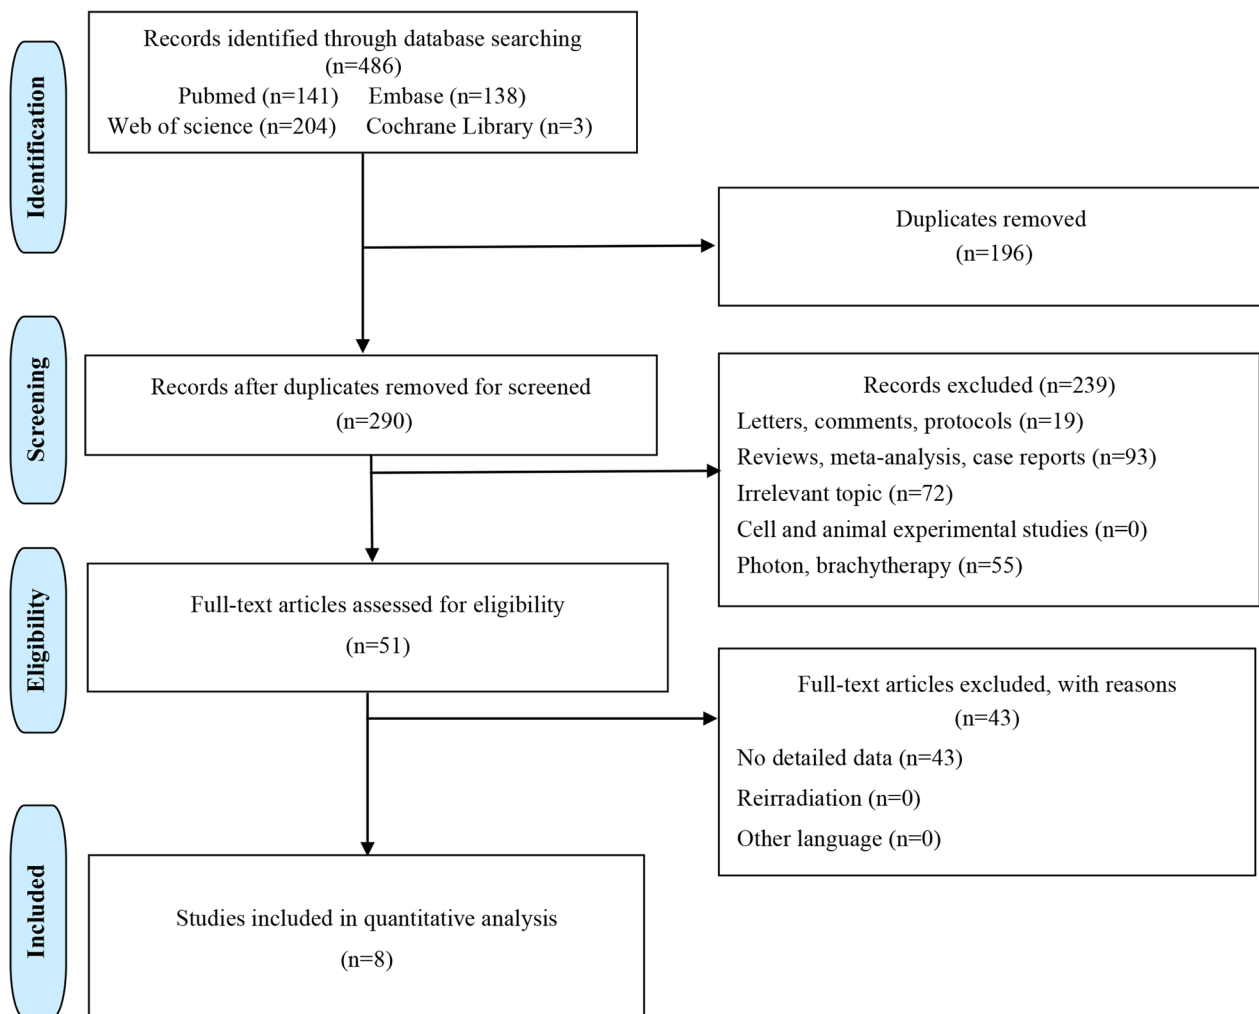 Identification
Records identified through database searching
(n=486)
Pubmed (n=141) Embase (n=138)
Web of science (n=204) Cochrane Library (n=3)
Duplicates removed
(n=196)
Screening
Records after duplicates removed for screened
(n=290)
Records excluded (n=239)
Letters, comments, protocols (n=19)
Reviews, meta-analysis, case reports (n=93)
Irrelevant topic (n=72)
Cell and animal experimental studies (n=0)
Photon, brachytherapy (n=55)
Eligibility
Full-text articles assessed for eligibility
(n=51)
Full-text articles excluded, with reasons
(n=43)
No detailed data (n=43)
Reirradiation (n=0)
Other language (n=0)
Included
Studies included in quantitative analysis
(n=8)